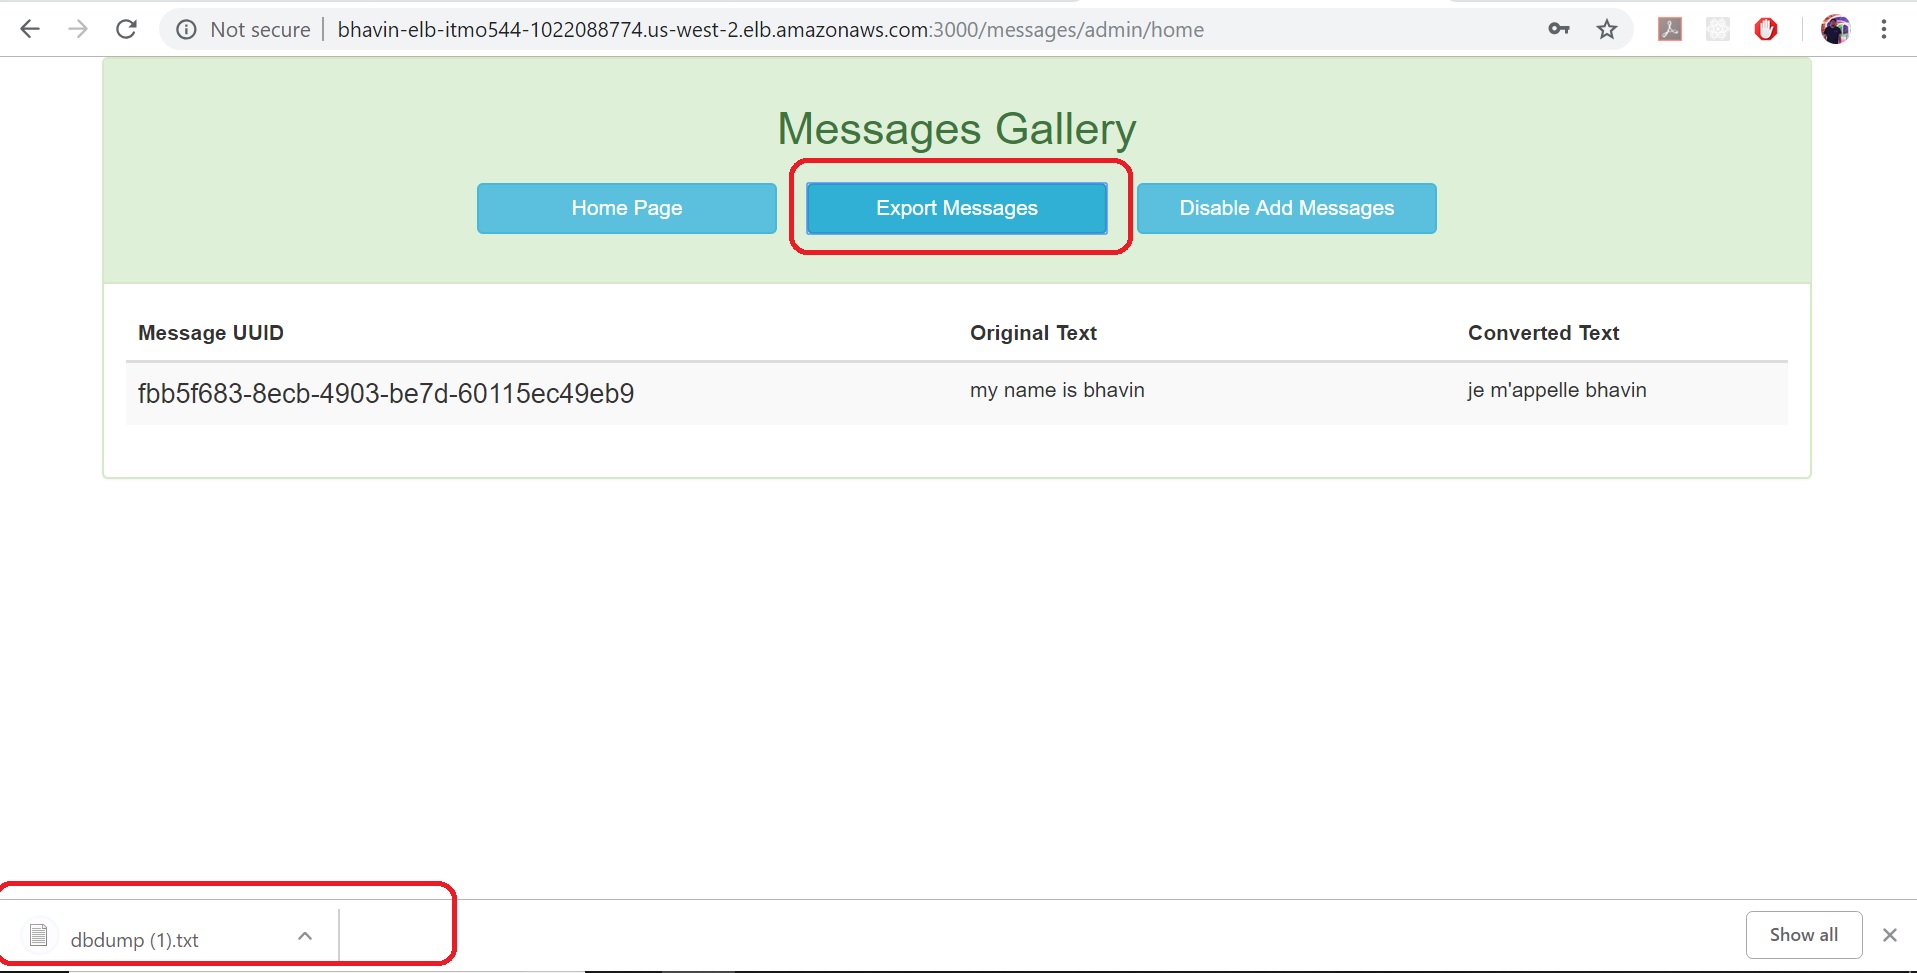 Not secure bhavin-elb-itmo544-1022088774.us-west-2.elb.amazonaws.com:3000/messages/admin/home
Messages Gallery
Home Page Export Messages Disable Add Messages
Message UUID Original Text Converted Text
fbb5f683-8ecb-4903-be7d-60115ec49eb9 my name is bhavin je m'appelle bhavin
dbdump (1).txt Show all